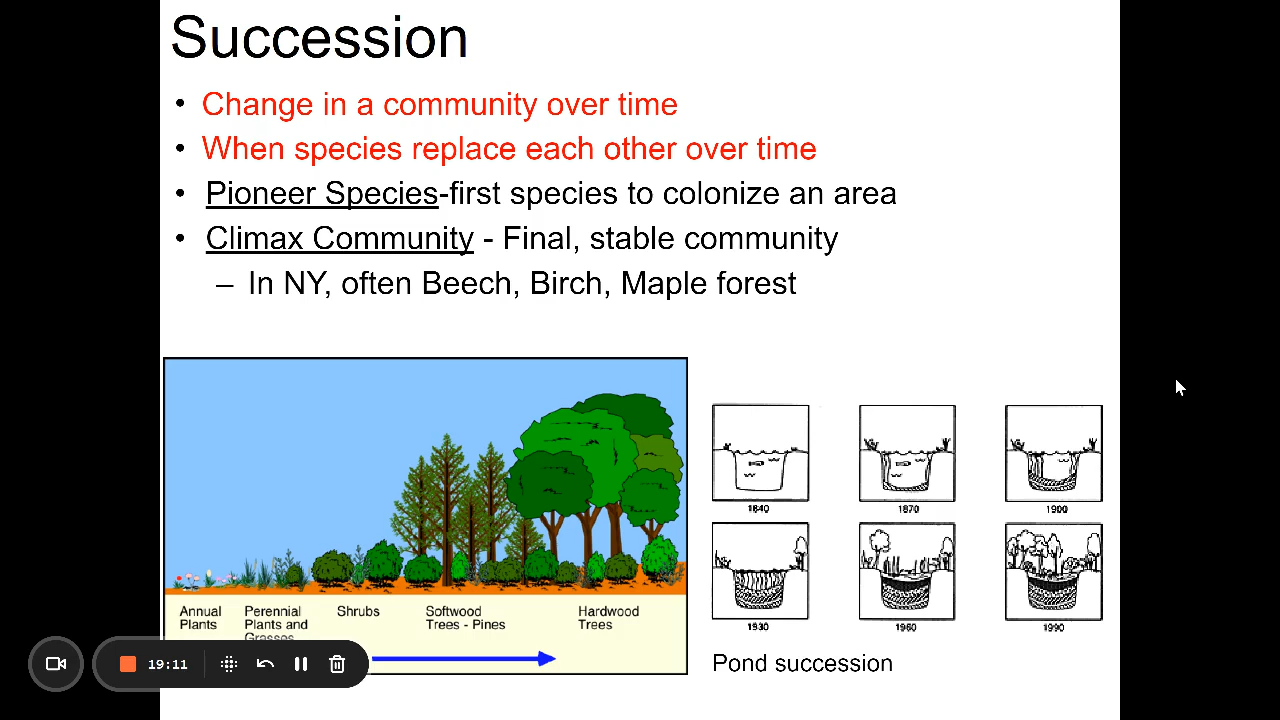 Succession
• Change in a community over time
• When species replace each other over time
• Pioneer Species-first species to colonize an area
• Climax Community - Final, stable community
– In NY, often Beech, Birch, Maple forest
Annual
Plants
Perennial
Plants and
Grasses
Shrubs
Softwood
Trees - Pines
Hardwood
Trees
1840
1870
1900
1930
1960
1990
Pond succession
19:11